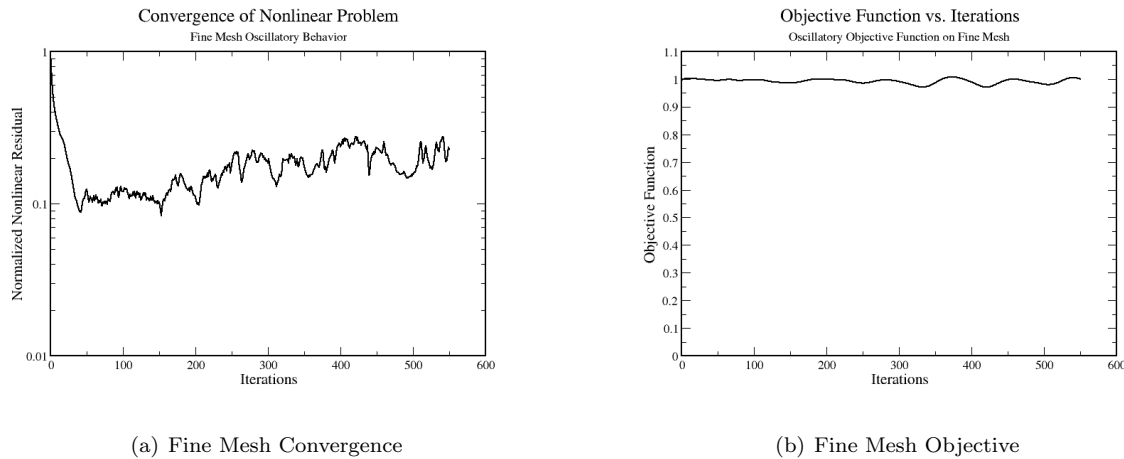 Convergence of Nonlinear Problem
Fine Mesh Oscillatory Behavior
1
0.1
0.01
Normalized Nonlinear Residual
0 100 200 300 400 500 600
Iterations
(a) Fine Mesh Convergence
Objective Function vs. Iterations
Oscillatory Objective Function on Fine Mesh
1.1
1
0.9
0.8
0.7
0.6
0.5
0.4
0.3
0.2
0.1
0
Objective Function
0 100 200 300 400 500 600
Iterations
(b) Fine Mesh Objective